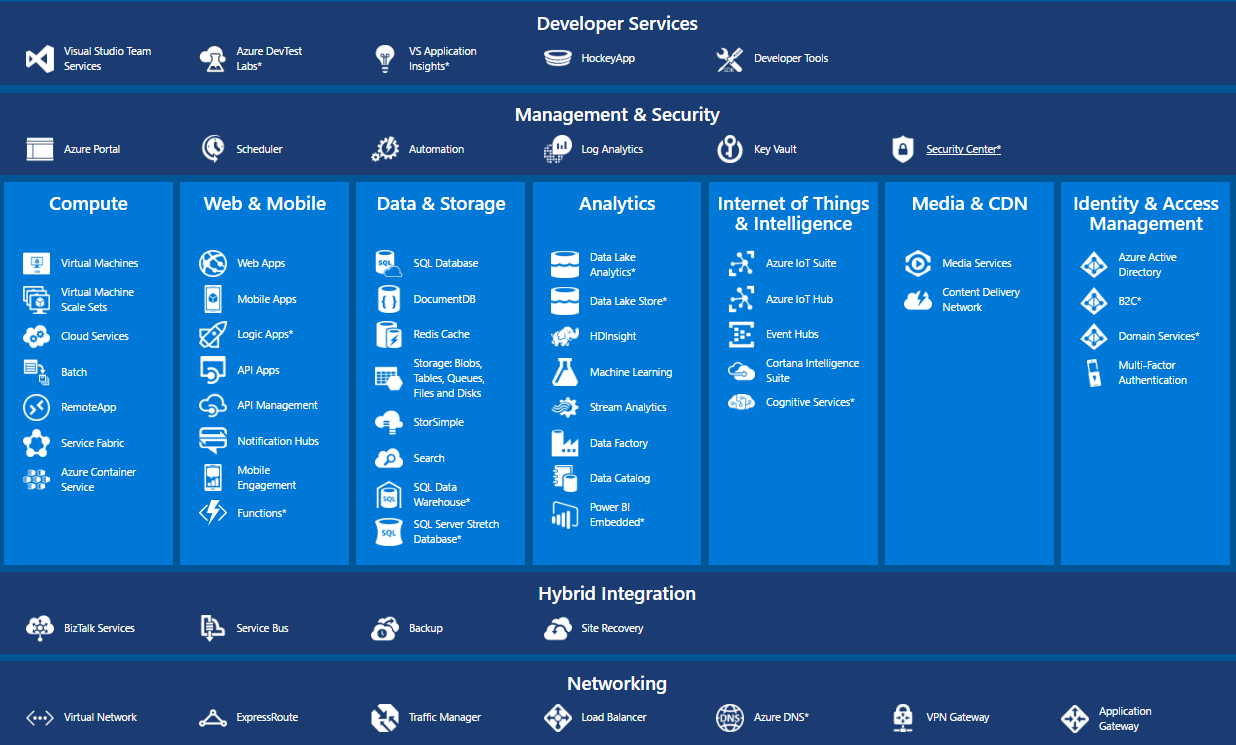 Developer Services
Visual Studio Team
Services
Azure DevTest
Labs*
VS Application
Insights*
HockeyApp
Developer Tools
Management & Security
Azure Portal
Scheduler
Automation
Log Analytics
Key Vault
Security Center*
Compute
Virtual Machines
Virtual Machine
Scale Sets
Cloud Services
Batch
RemoteApp
Service Fabric
Azure Container
Service
Web & Mobile
Web Apps
Mobile Apps
Logic Apps*
API Apps
API Management
Notification Hubs
Mobile
Engagement
Functions*
Data & Storage
SQL
SQL Database
DocumentDB
Redis Cache
Storage: Blobs,
Tables, Queues,
Files and Disks
StorSimple
Search
SQL
SQL Data
Warehouse*
SQL
SQL Server Stretch
Database*
Analytics
Data Lake
Analytics*
Data Lake Store*
HDInsight
Machine Learning
Stream Analytics
Data Factory
Data Catalog
Power BI
Embedded*
Internet of Things
& Intelligence
Azure IoT Suite
Azure IoT Hub
Event Hubs
Cortana Intelligence
Suite
Cognitive Services*
Media & CDN
Media Services
Content Delivery
Network
Identity & Access
Management
Azure Active
Directory
B2C*
Domain Services*
Multi-Factor
Authentication
Hybrid Integration
BizTalk Services
Service Bus
Backup
Site Recovery
Networking
Virtual Network
ExpressRoute
Traffic Manager
Load Balancer
DNS
Azure DNS*
VPN Gateway
Application
Gateway